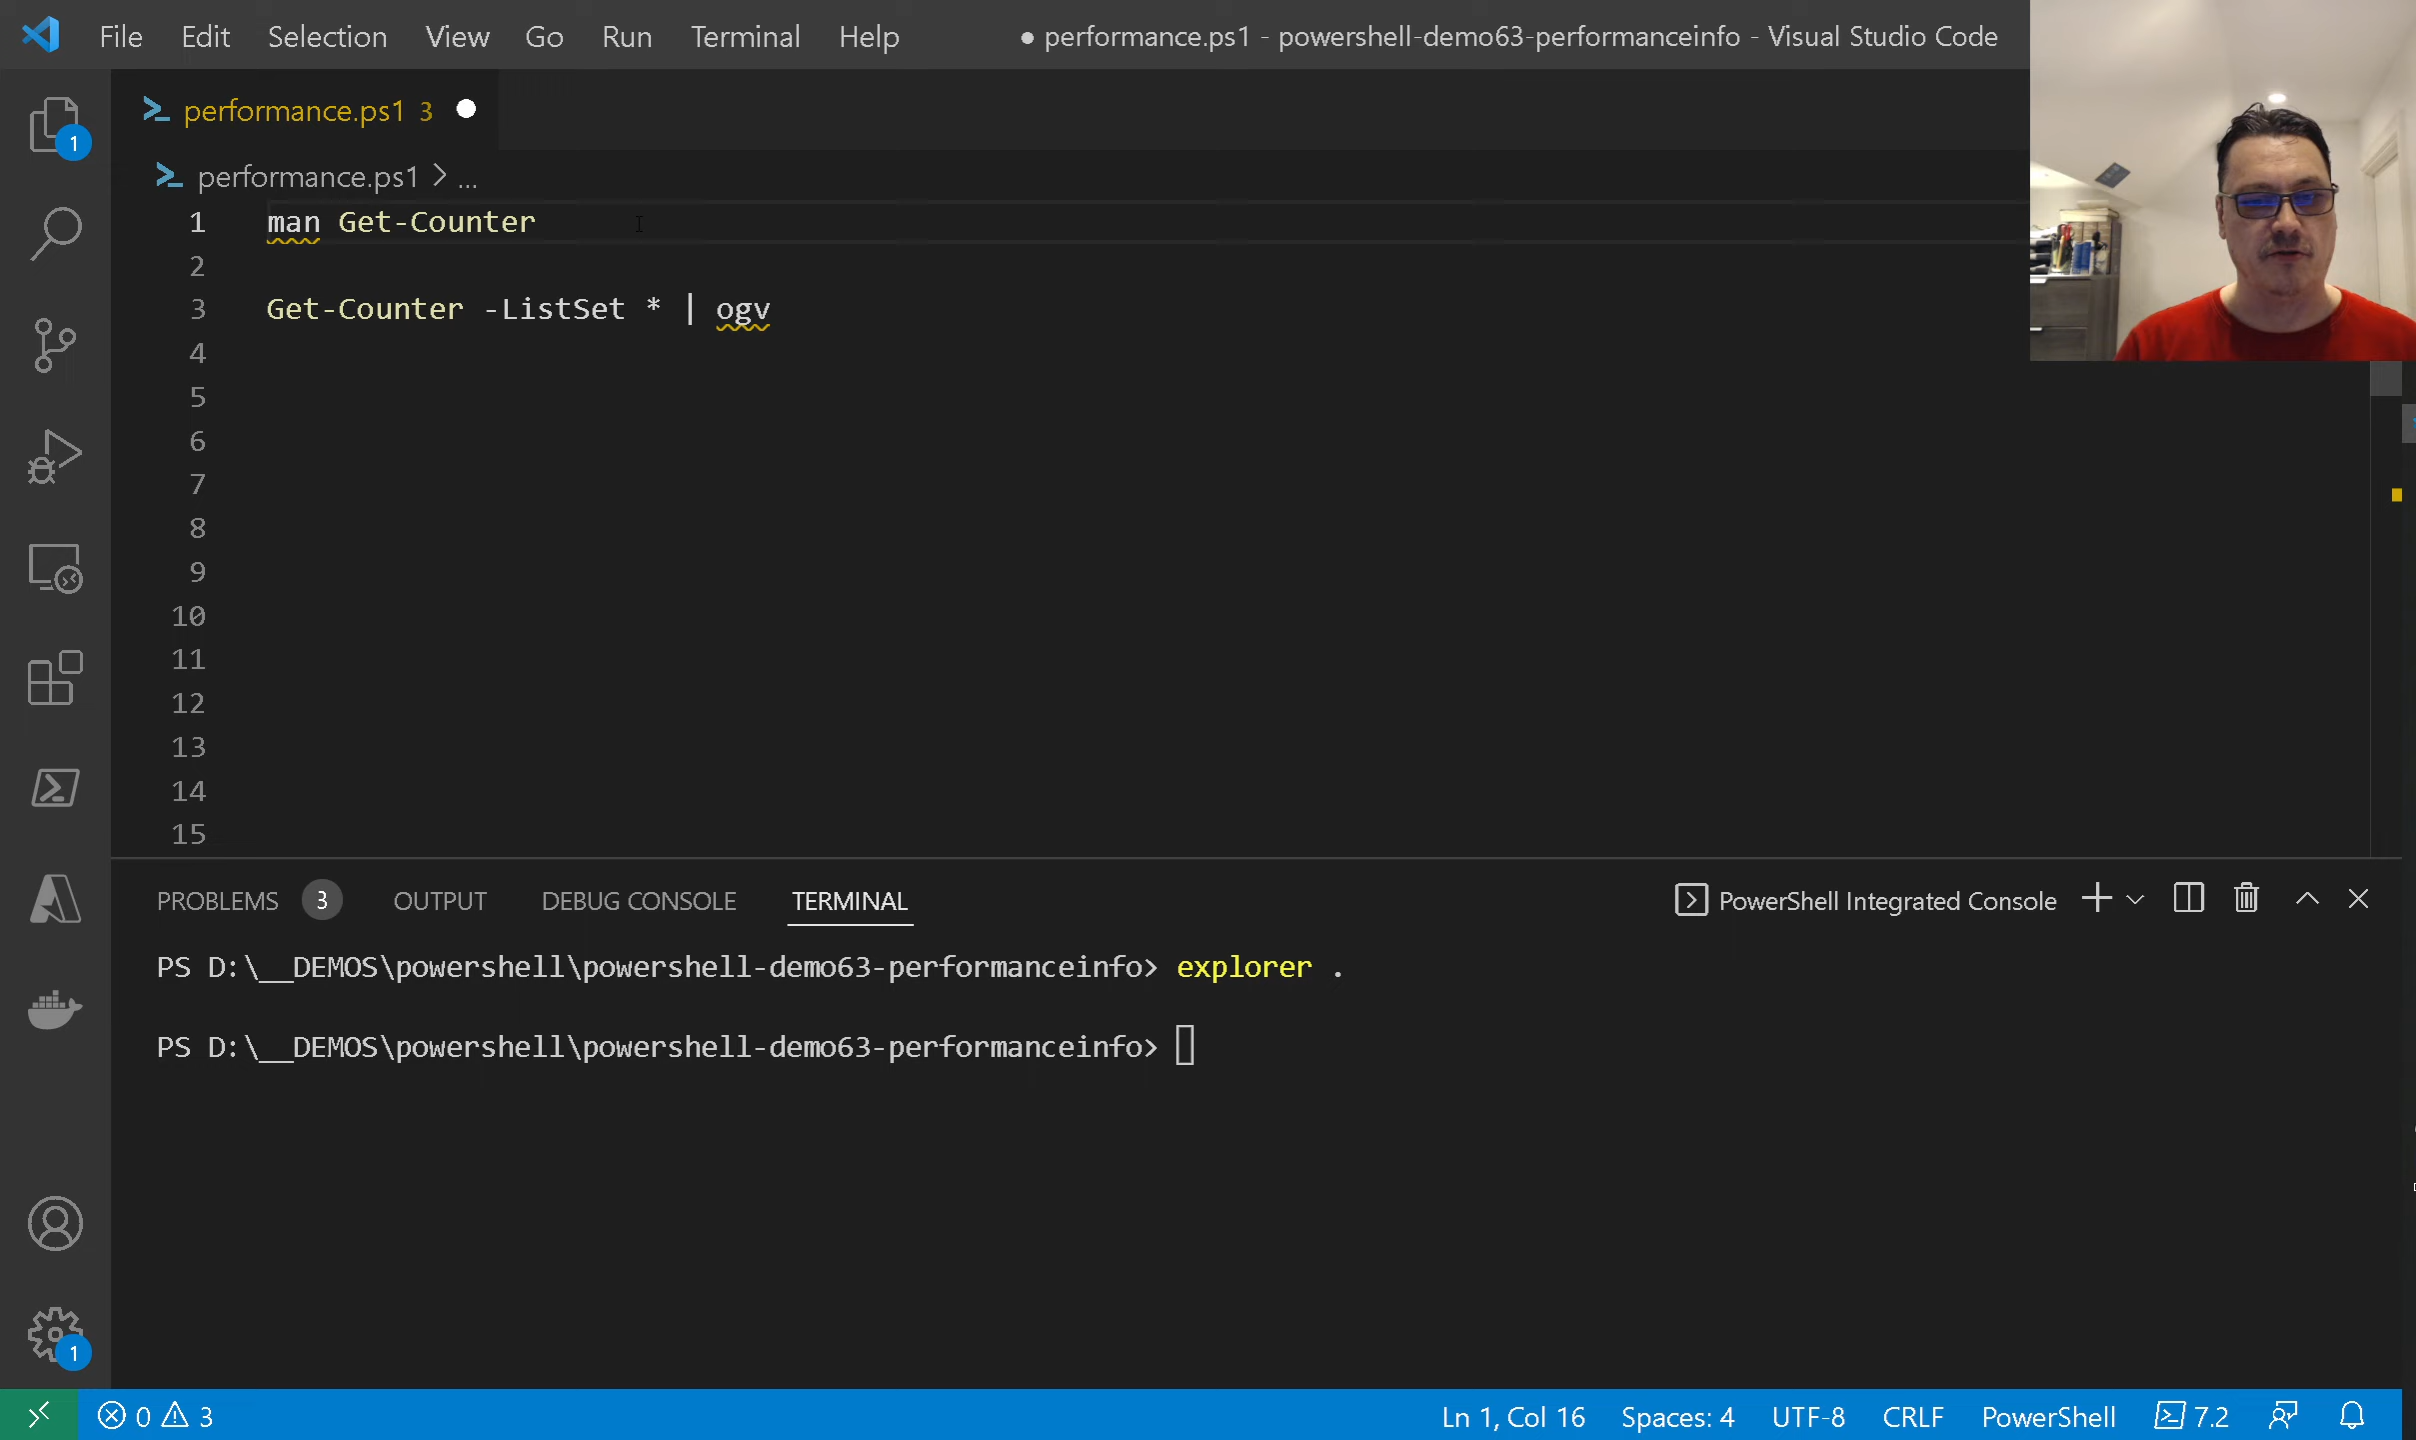 File Edit Selection View Go Run Terminal Help ● performance.ps1 - powershell-demo63-performanceinfo - Visual Studio Code
performance.ps1 3
performance.ps1 > ...
1 man Get-Counter
2
3 Get-Counter -ListSet * | ogv
4
5
6
7
8
9
10
11
12
13
14
15
1
PROBLEMS 3 OUTPUT DEBUG CONSOLE TERMINAL PowerShell Integrated Console
PS D:\__DEMOS\powershell\powershell-demo63-performanceinfo> explorer .
PS D:\__DEMOS\powershell\powershell-demo63-performanceinfo>
1
0 3 Ln 1, Col 16 Spaces: 4 UTF-8 CRLF PowerShell 7.2